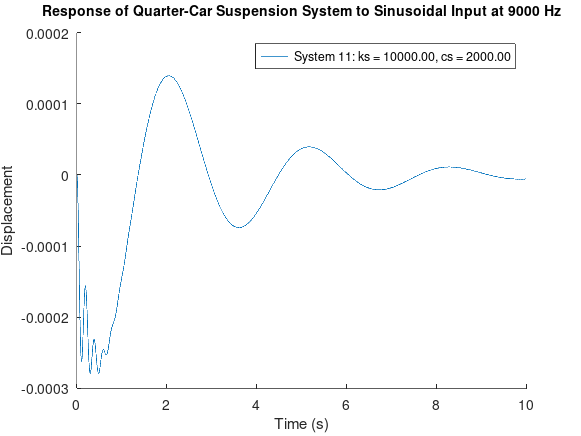 Response of Quarter-Car Suspension System to Sinusoidal Input at 9000 Hz
System 11: ks = 10000.00, cs = 2000.00
0.0002
0.0001
0
-0.0001
-0.0002
-0.0003
Displacement
0 2 4 6 8 10
Time (s)